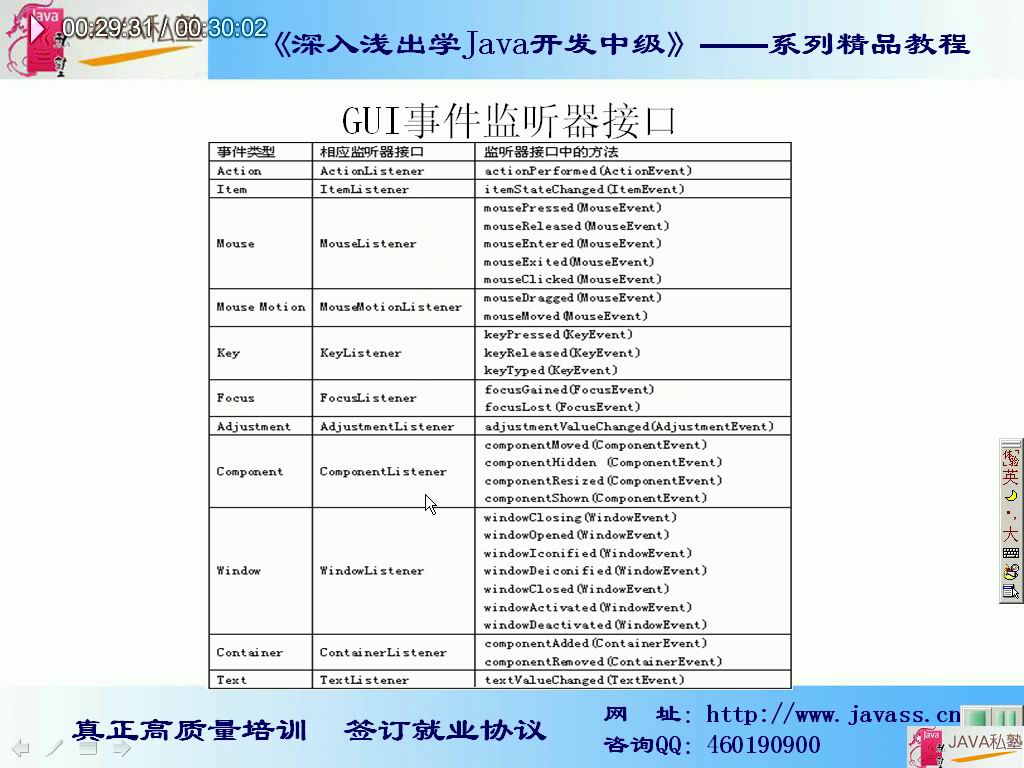 00:29:31 / 00:30:02
《深入浅出学Java开发中级》——系列精品教程
GUI事件监听器接口
事件类型 相应监听器接口 监听器接口中的方法
Action ActionListener actionPerformed(ActionEvent)
Item ItemListener itemStateChanged(ItemEvent)
Mouse MouseListener mousePressed(MouseEvent)
mouseReleased(MouseEvent)
mouseEntered(MouseEvent)
mouseExited(MouseEvent)
mouseClicked(MouseEvent)
Mouse Motion MouseMotionListener mouseDragged(MouseEvent)
mouseMoved(MouseEvent)
Key KeyListener keyPressed(KeyEvent)
keyReleased(KeyEvent)
keyTyped(KeyEvent)
Focus FocusListener focusGained(FocusEvent)
focusLost(FocusEvent)
Adjustment AdjustmentListener adjustmentValueChanged(AdjustmentEvent)
Component ComponentListener componentMoved(ComponentEvent)
componentHidden (ComponentEvent)
componentResized(ComponentEvent)
componentShown(ComponentEvent)
Window WindowListener windowClosing(WindowEvent)
windowOpened(WindowEvent)
windowIconified(WindowEvent)
windowDeiconified(WindowEvent)
windowClosed(WindowEvent)
windowActivated(WindowEvent)
windowDeactivated(WindowEvent)
Container ContainerListener componentAdded(ContainerEvent)
componentRemoved(ContainerEvent)
Text TextListener textValueChanged(TextEvent)
英
大
真正高质量培训 签订就业协议
网 址: http://www.javass.cn
咨询QQ: 460190900
JAVA私塾